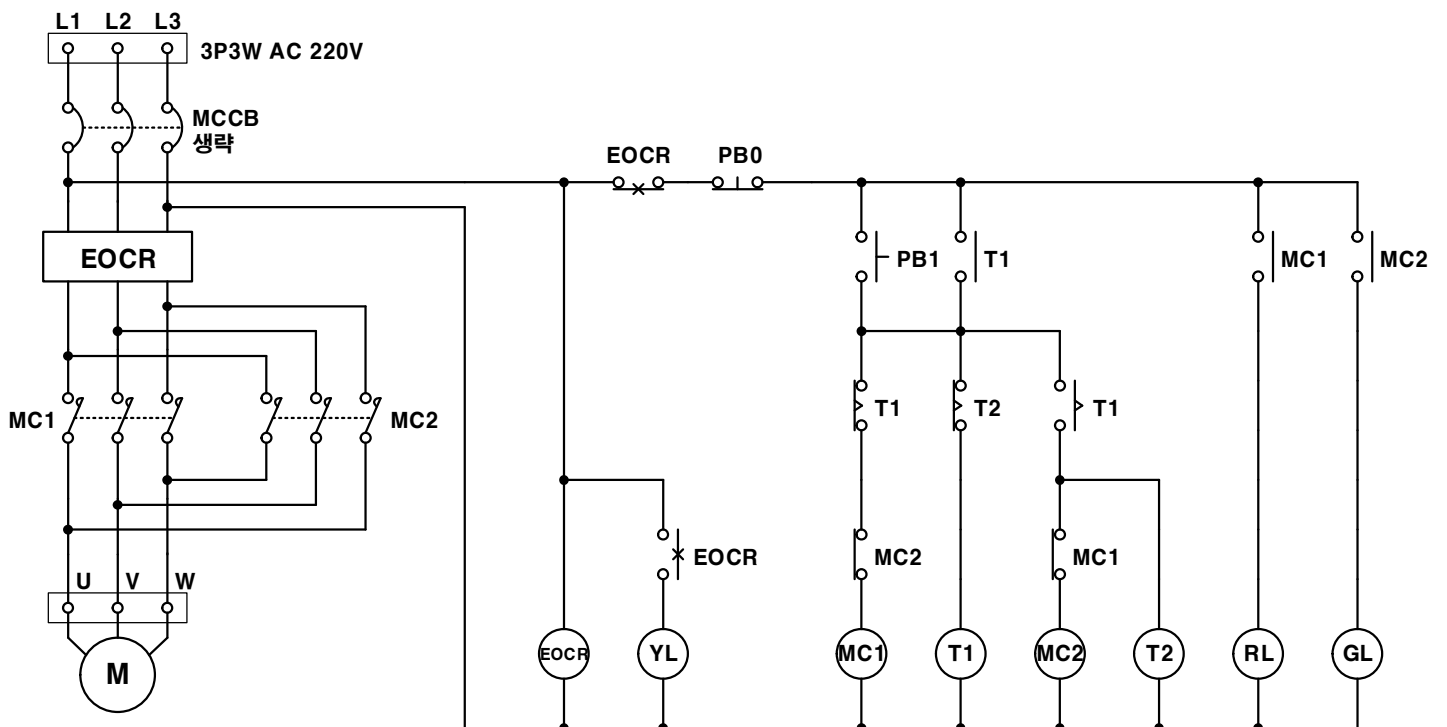 L1 L2 L3
3P3W AC 220V
MCCB
생략
EOCR PB0
EOCR
PB1 T1 MC1 MC2
MC1 MC2 T1 T2 T1
EOCR MC2 MC1
U V W
M EOCR YL MC1 T1 MC2 T2 RL GL